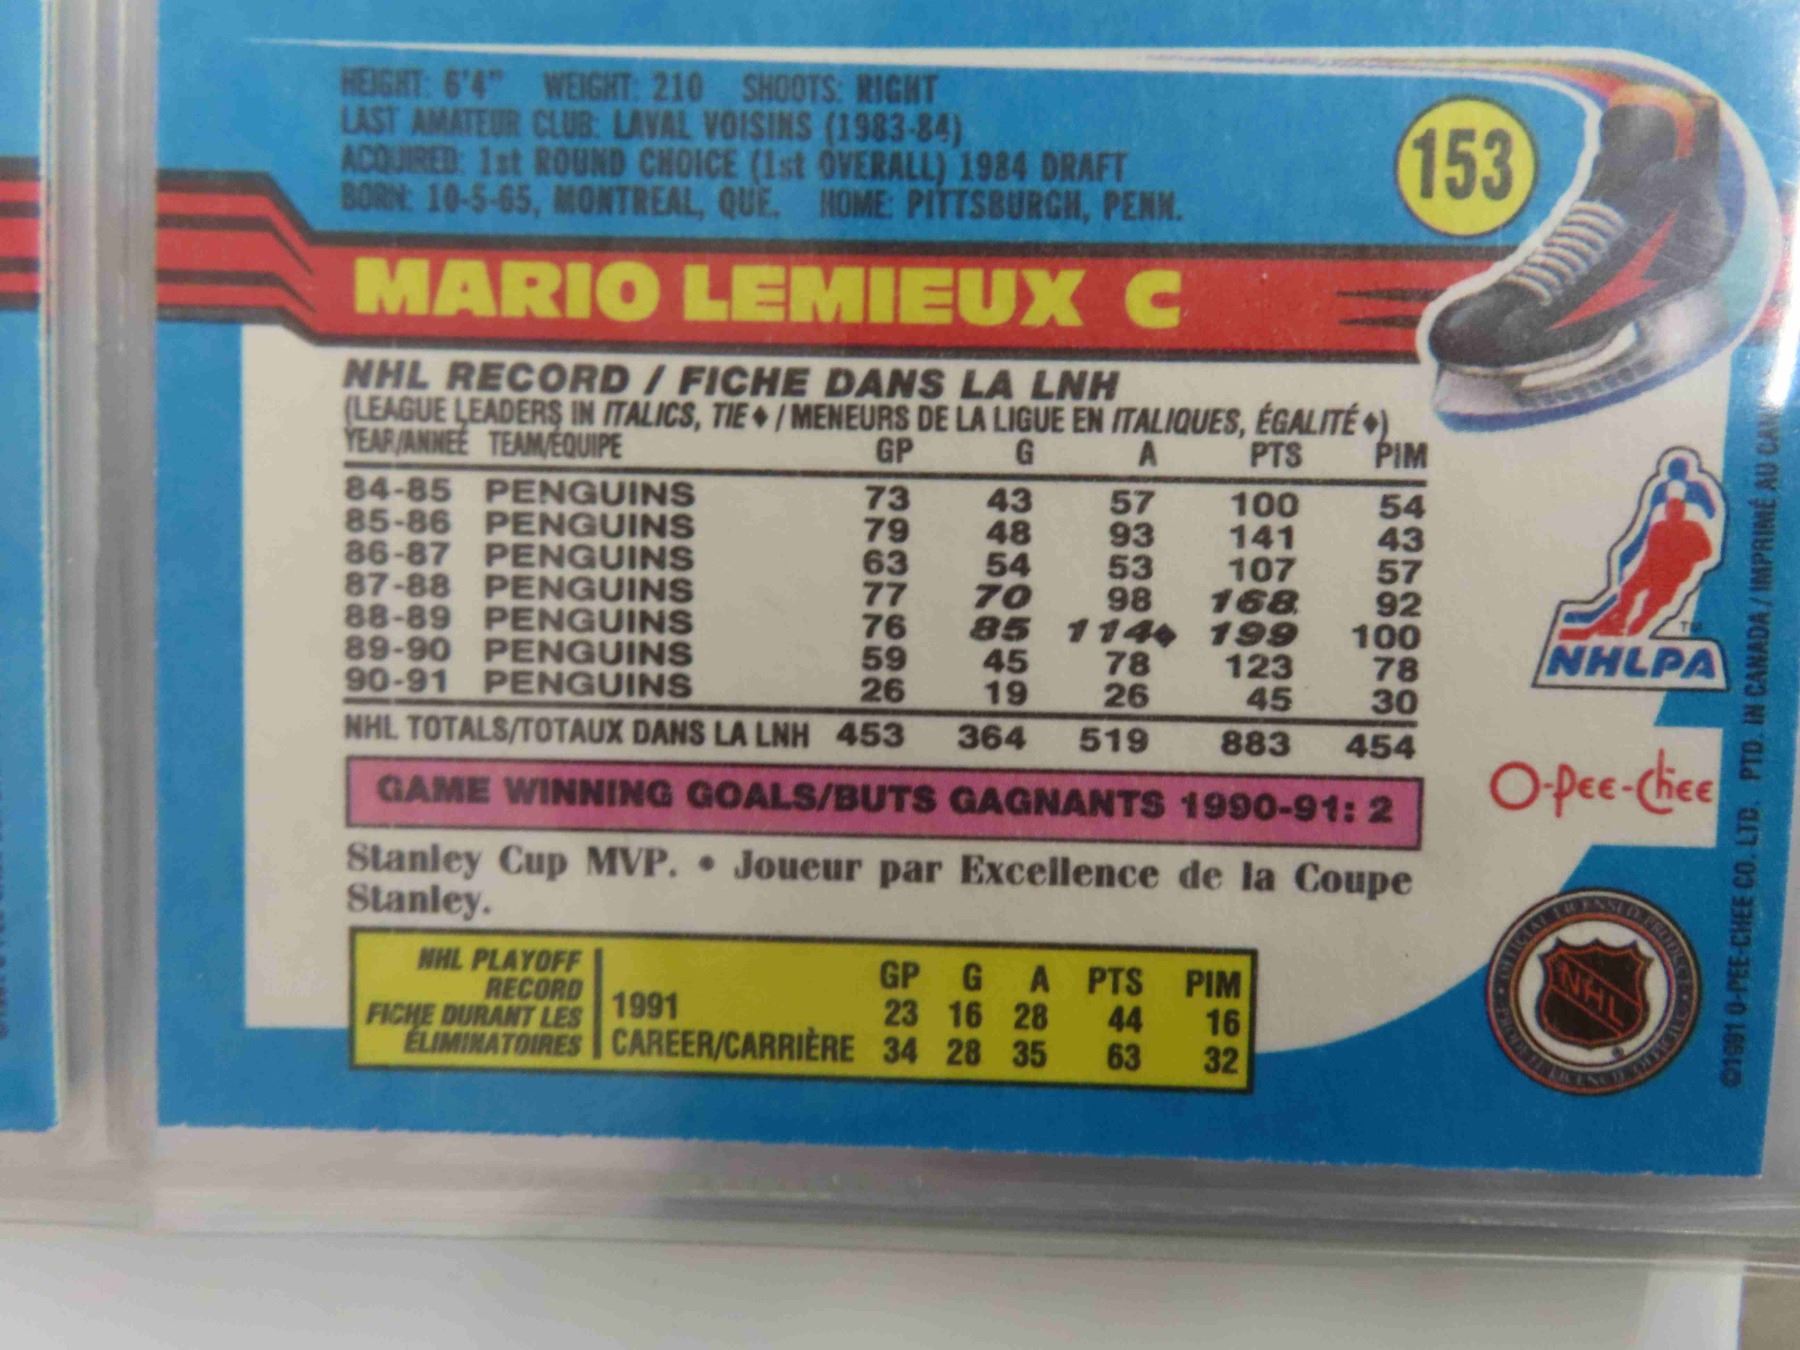 HEIGHT: 6'4" WEIGHT: 210 SHOOTS: RIGHT
LAST AMATEUR CLUB: LAVAL VOISINS (1983-84)
ACQUIRED: 1st ROUND CHOICE (1st OVERALL) 1984 DRAFT
BORN: 10-5-65, MONTREAL, QUE. HOME: PITTSBURGH, PENN.
153
MARIO LEMIEUX C
NHL RECORD / FICHE DANS LA LNH
(LEAGUE LEADERS IN ITALICS, TIE♦ / MENEURS DE LA LIGUE EN ITALIQUES, ÉGALITÉ♦)
YEAR/ANNEÉ TEAM/ÉQUIPE GP G A PTS PIM
84-85 PENGUINS 73 43 57 100 54
85-86 PENGUINS 79 48 93 141 43
86-87 PENGUINS 63 54 53 107 57
87-88 PENGUINS 77 70 98 168 92
88-89 PENGUINS 76 85 114♦ 199 100
89-90 PENGUINS 59 45 78 123 78
90-91 PENGUINS 26 19 26 45 30
NHL TOTALS/TOTAUX DANS LA LNH 453 364 519 883 454
GAME WINNING GOALS/BUTS GAGNANTS 1990-91: 2
Stanley Cup MVP. • Joueur par Excellence de la Coupe
Stanley.
NHL PLAYOFF
RECORD
FICHE DURANT LES
ÉLIMINATOIRES
GP G A PTS PIM
1991 23 16 28 44 16
CAREER/CARRIÈRE 34 28 35 63 32
TM
NHLPA
O-Pee-Chee
OFFICIAL LICENSED PRODUCT
NHL
©1991 O-PEE-CHEE CO. LTD. PTD. IN CANADA / IMPRIMÉ AU